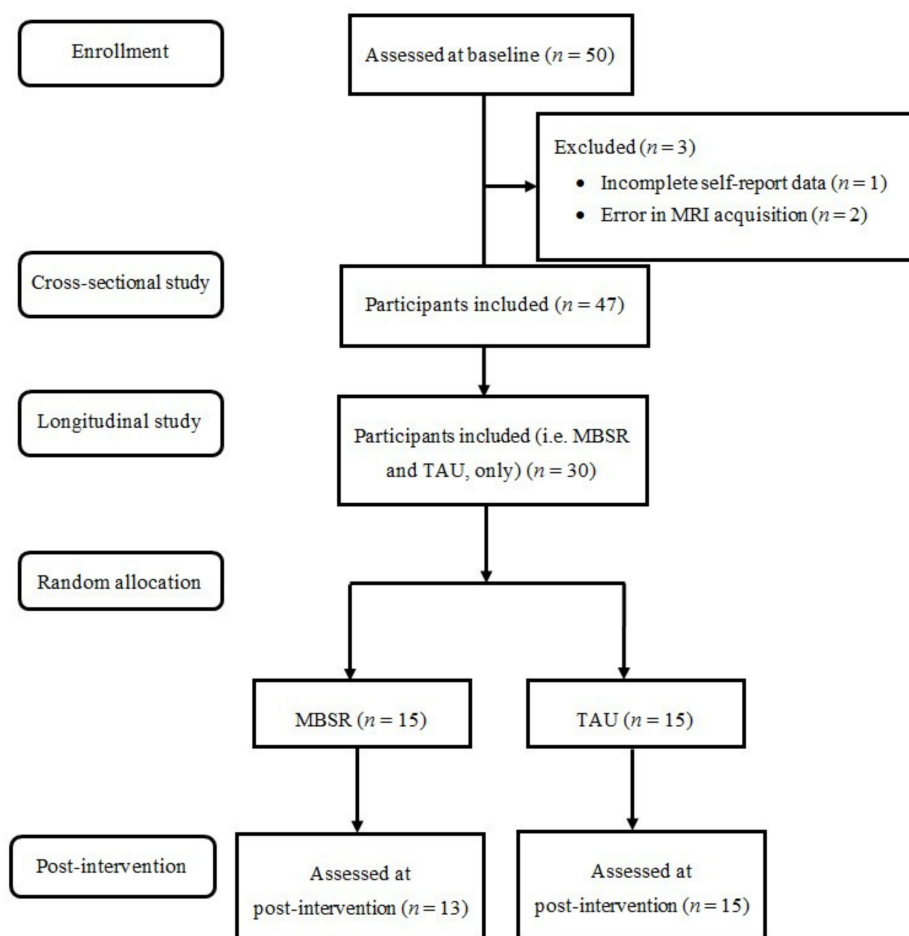 Enrollment
Assessed at baseline (n = 50)
Excluded (n = 3)
• Incomplete self-report data (n = 1)
• Error in MRI acquisition (n = 2)
Cross-sectional study
Participants included (n = 47)
Longitudinal study
Participants included (i.e. MBSR
and TAU, only) (n = 30)
Random allocation
MBSR (n = 15)
TAU (n = 15)
Post-intervention
Assessed at
post-intervention (n = 13)
Assessed at
post-intervention (n = 15)